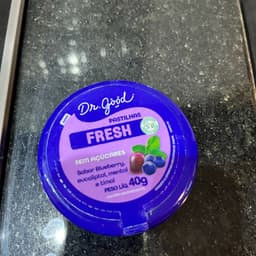 Dr. good
PASTILHAS
FRESH
SEM AÇÚCARES
Sabor Blueberry,
eucaliptol, mentol
e timol
PESO LÍQ. 40g